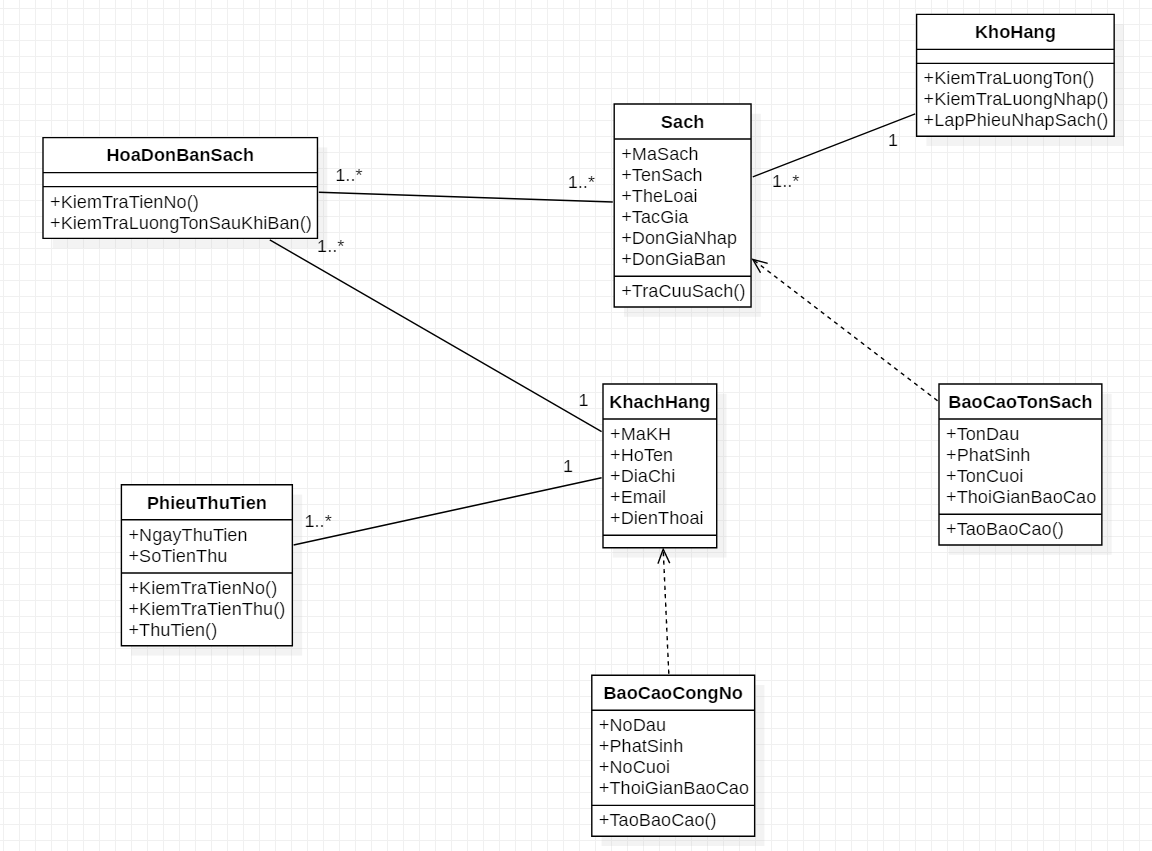 KhoHang
+KiemTraLuongTon()
+KiemTraLuongNhap()
+LapPhieuNhapSach()
1
Sach
+MaSach
+TenSach
+TheLoai
+TacGia
+DonGiaNhap
+DonGiaBan
+TraCuuSach()
1..*
1..*
HoaDonBanSach
+KiemTraTienNo()
+KiemTraLuongTonSauKhiBan()
1..*
1..*
1
KhachHang
+MaKH
+HoTen
+DiaChi
+Email
+DienThoai
1
BaoCaoTonSach
+TonDau
+PhatSinh
+TonCuoi
+ThoiGianBaoCao
+TaoBaoCao()
PhieuThuTien
+NgayThuTien
+SoTienThu
+KiemTraTienNo()
+KiemTraTienThu()
+ThuTien()
1..*
BaoCaoCongNo
+NoDau
+PhatSinh
+NoCuoi
+ThoiGianBaoCao
+TaoBaoCao()